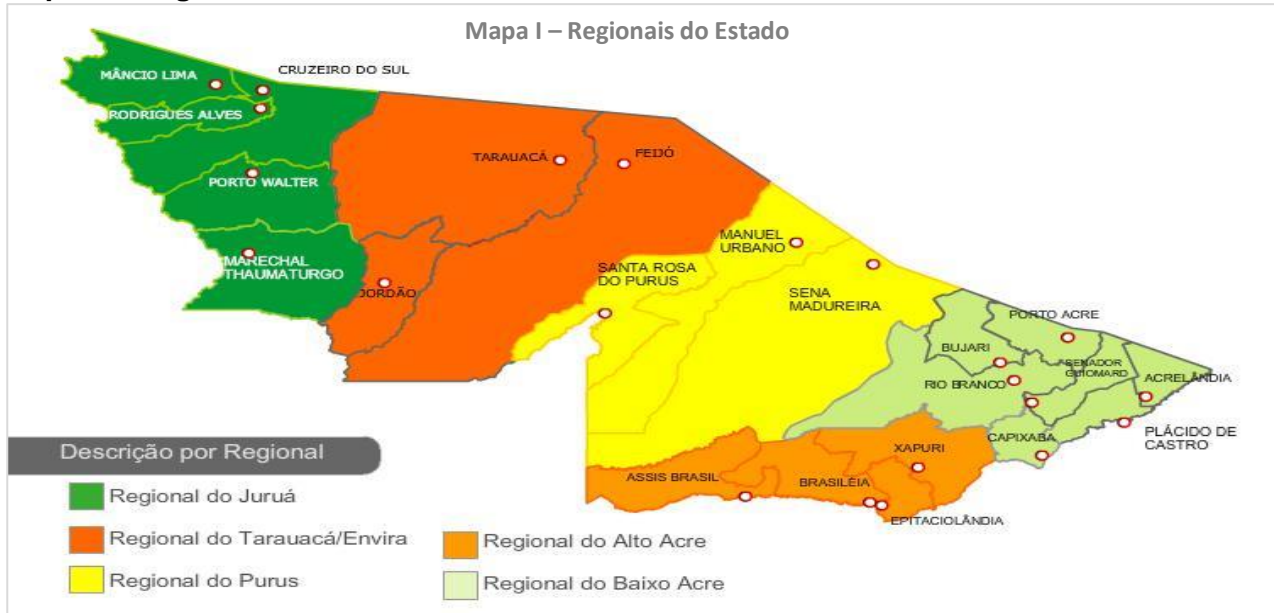 Mapa I – Regionais do Estado
MÂNCIO LIMA
CRUZEIRO DO SUL
RODRIGUES ALVES
TARAUACÁ
FEIJÓ
PORTO WALTER
MANUEL
URBANO
MARECHAL
THAUMATURGO
SANTA ROSA
DO PURUS
JORDÃO
SENA
MADUREIRA
PORTO ACRE
BUJARI
SENADOR
GUIOMARD
RIO BRANCO
ACRELÂNDIA
PLÁCIDO DE
CASTRO
CAPIXABA
XAPURI
ASSIS BRASIL
BRASILÉIA
EPITACIOLÂNDIA
Descrição por Regional
Regional do Juruá
Regional do Tarauacá/Envira
Regional do Purus
Regional do Alto Acre
Regional do Baixo Acre